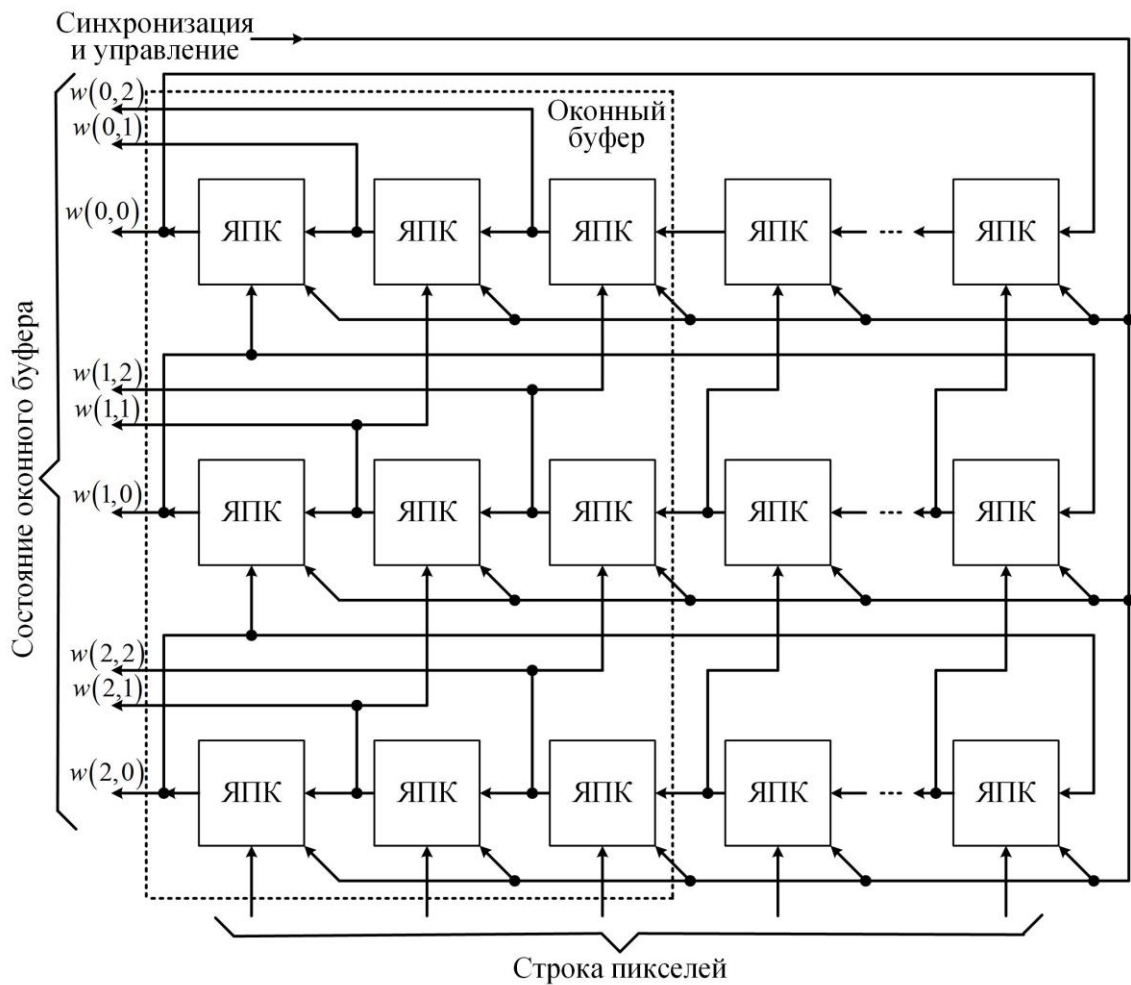 Синхронизация
и управление
w(0,2)
w(0,1)
Оконный
буфер
w(0,0)
ЯПК ЯПК ЯПК ЯПК ... ЯПК
Состояние оконного буфера
w(1,2)
w(1,1)
w(1,0)
ЯПК ЯПК ЯПК ЯПК ... ЯПК
w(2,2)
w(2,1)
w(2,0)
ЯПК ЯПК ЯПК ЯПК ... ЯПК
Строка пикселей